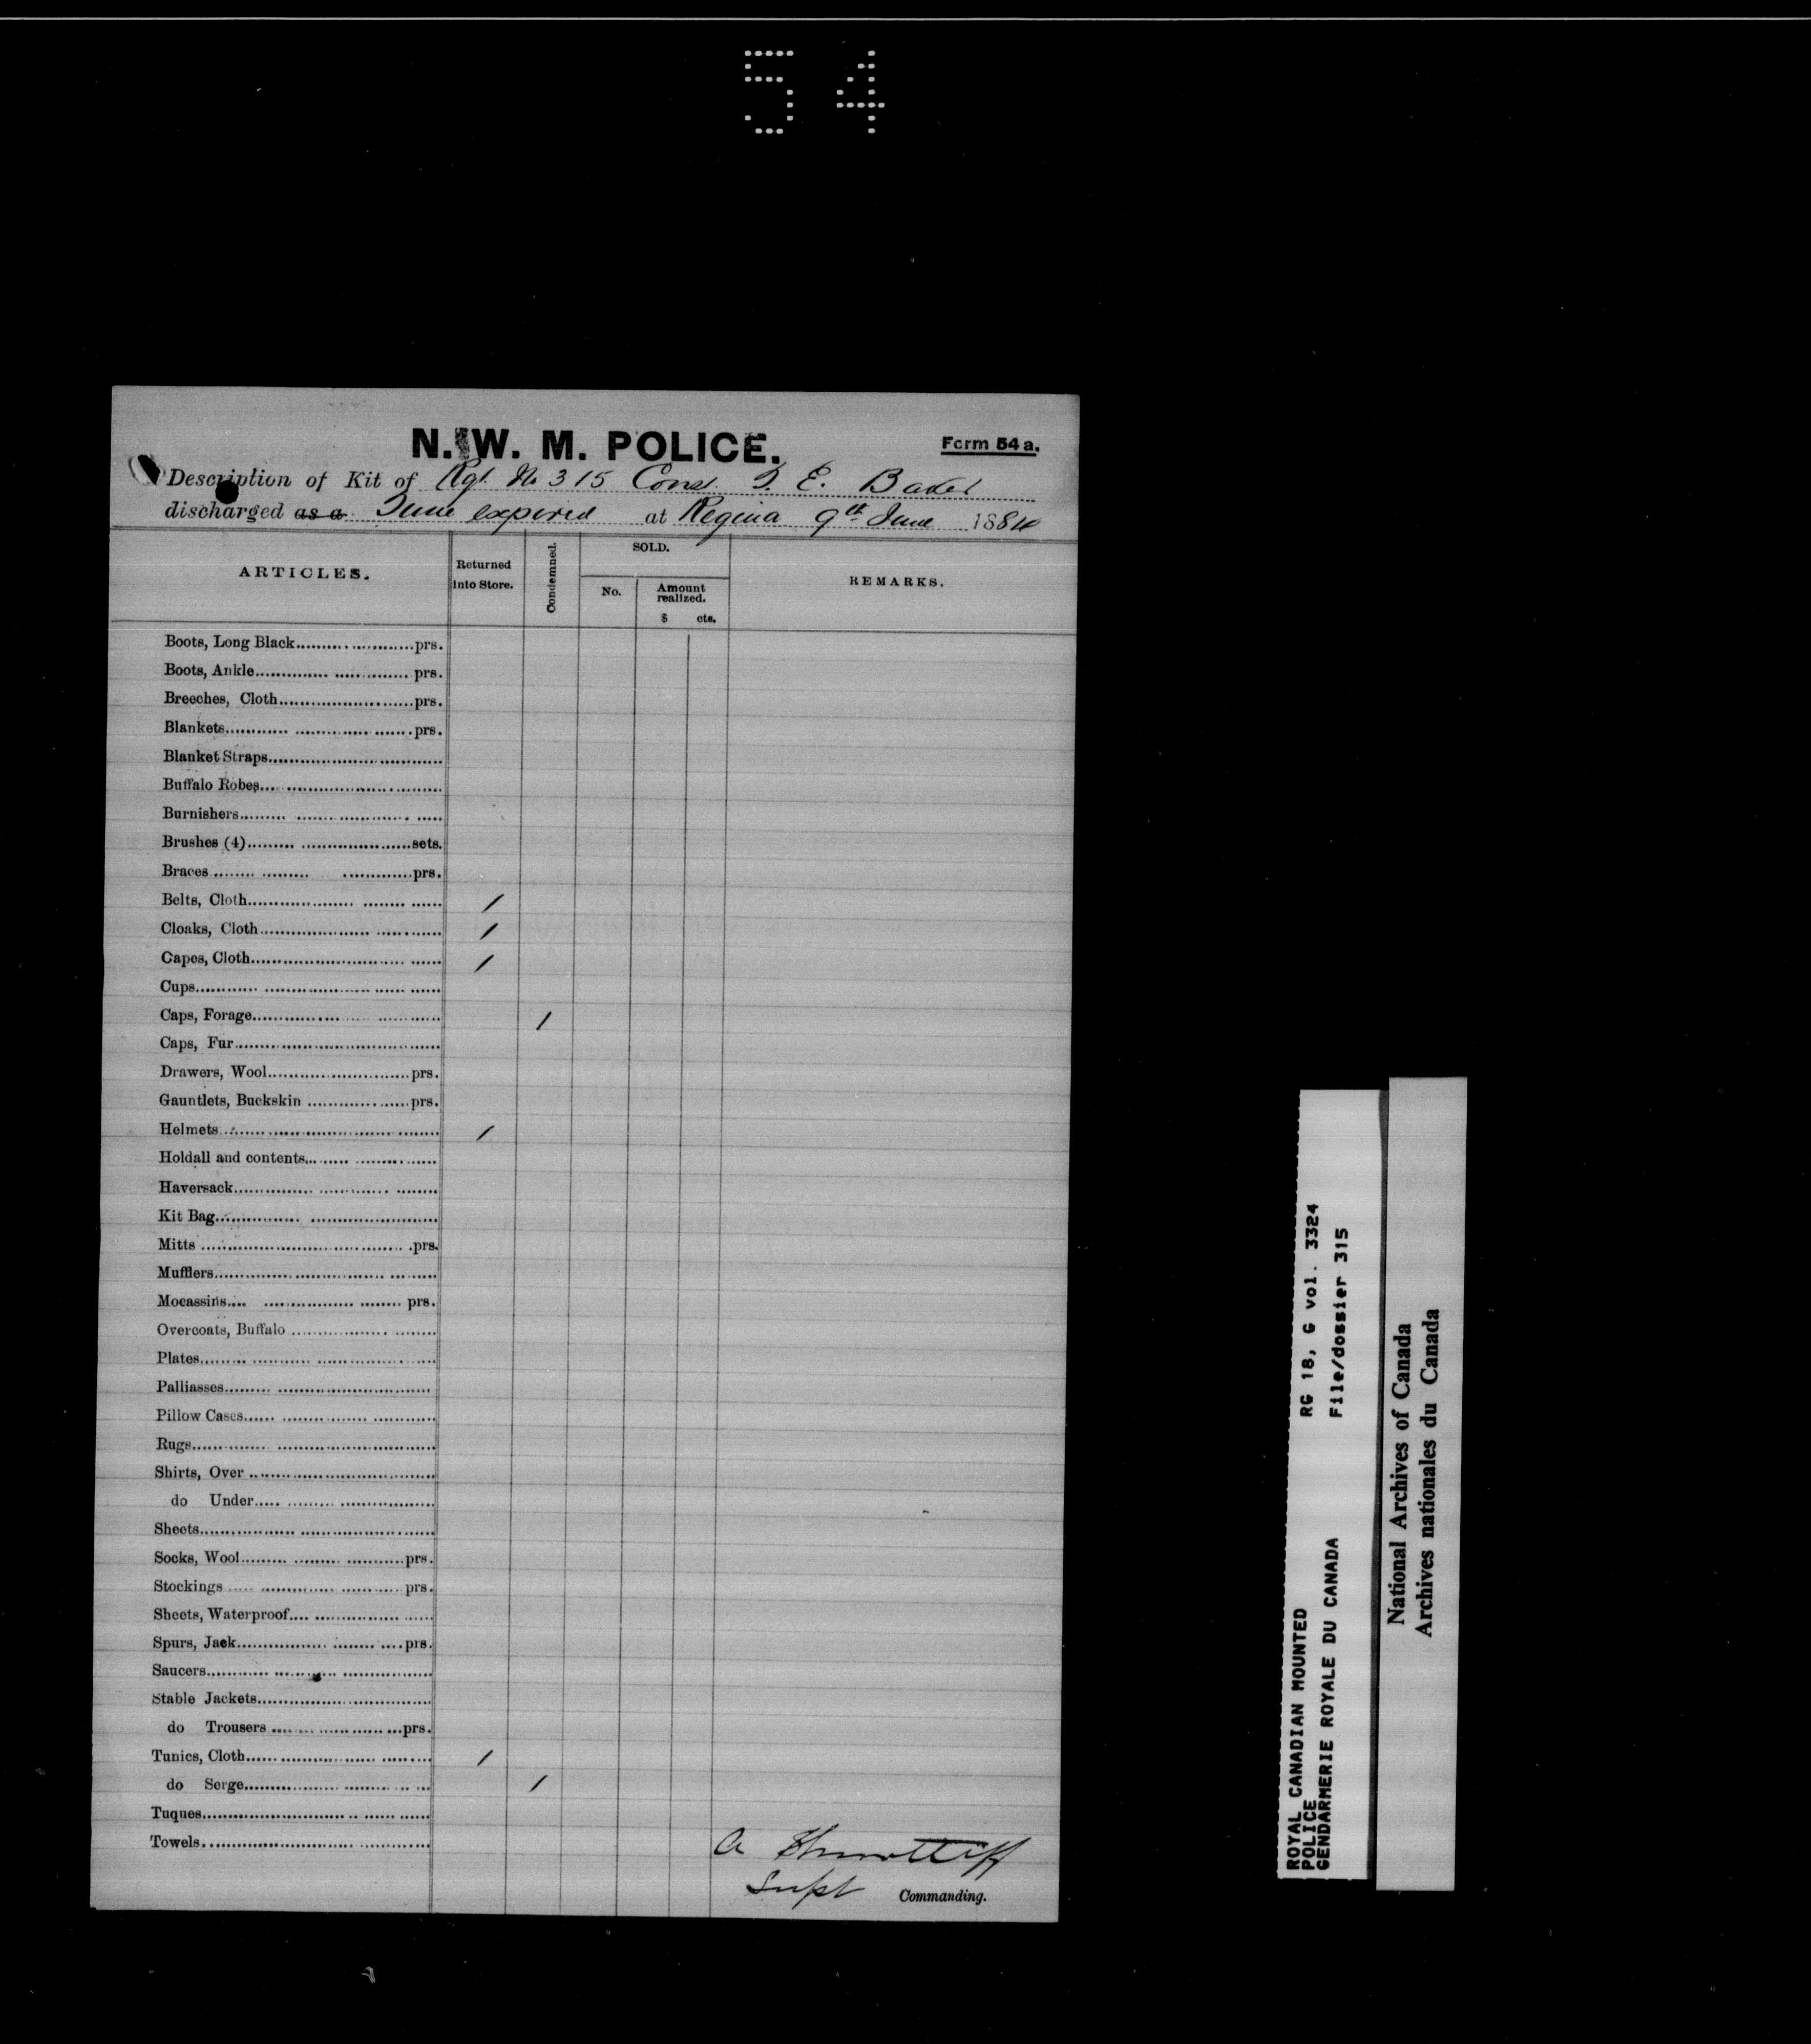 54
N. W. M. POLICE.
Form 54 a.
Description of Kit of Rgt. No 315 Const. T. E. Baker
discharged as a Time expired at Regina 9th June 1884
ARTICLES.
Returned into Store.
Condemned.
SOLD.
No.
Amount realized.
$ cts.
REMARKS.
Boots, Long Black prs.
Boots, Ankle prs.
Breeches, Cloth prs.
Blankets prs.
Blanket Straps
Buffalo Robes
Burnishers
Brushes (4) sets.
Braces prs.
Belts, Cloth 1
Cloaks, Cloth 1
Capes, Cloth 1
Cups
Caps, Forage 1
Caps, Fur
Drawers, Wool prs.
Gauntlets, Buckskin prs.
Helmets 1
Holdall and contents
Haversack
Kit Bag
Mitts prs.
Mufflers
Mocassins prs.
Overcoats, Buffalo
Plates
Palliasses
Pillow Cases
Rugs
Shirts, Over
do Under
Sheets
Socks, Wool prs.
Stockings prs.
Sheets, Waterproof
Spurs, Jack prs.
Saucers
Stable Jackets
do Trousers prs.
Tunics, Cloth 1
do Serge 1
Tuques
Towels
A
Supt Commanding.
ROYAL CANADIAN MOUNTED
POLICE
GENDARMERIE ROYALE DU CANADA
RG 18, G vol. 3324
File/dossier 315
National Archives of Canada
Archives nationales du Canada